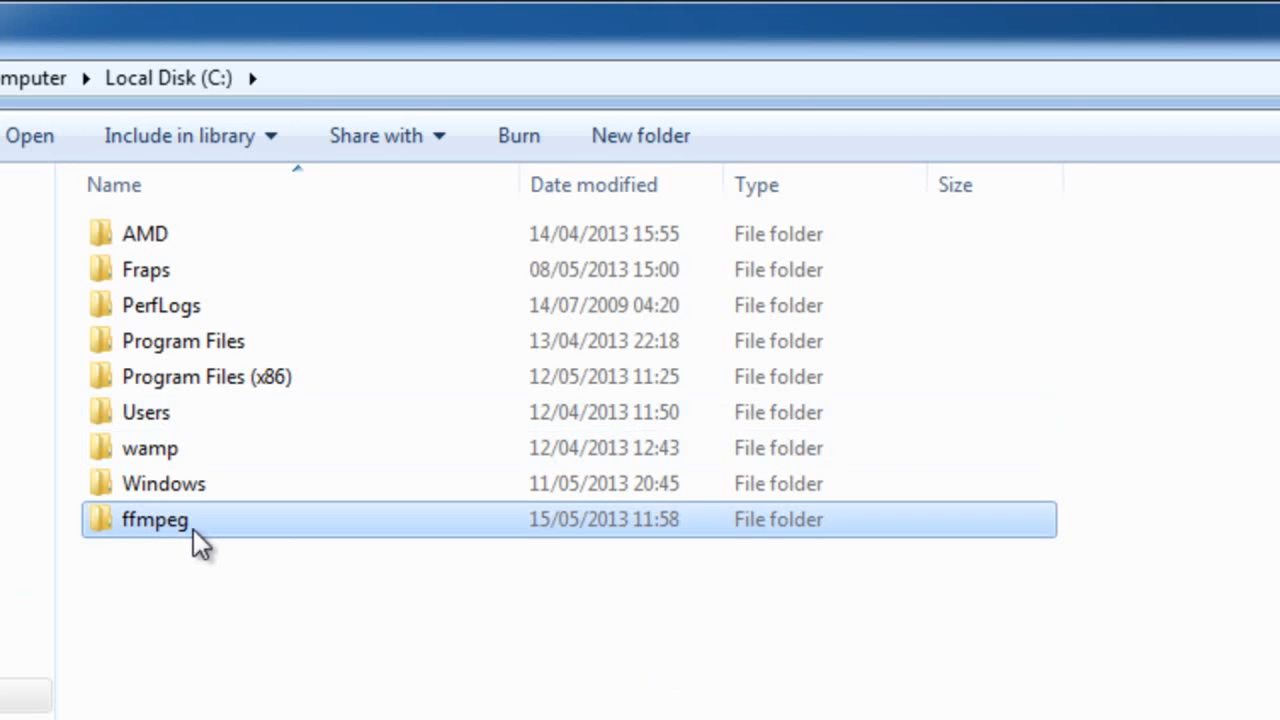 mputer Local Disk (C:)
Open Include in library Share with Burn New folder
Name Date modified Type Size
AMD 14/04/2013 15:55 File folder
Fraps 08/05/2013 15:00 File folder
PerfLogs 14/07/2009 04:20 File folder
Program Files 13/04/2013 22:18 File folder
Program Files (x86) 12/05/2013 11:25 File folder
Users 12/04/2013 11:50 File folder
wamp 12/04/2013 12:43 File folder
Windows 11/05/2013 20:45 File folder
ffmpeg 15/05/2013 11:58 File folder